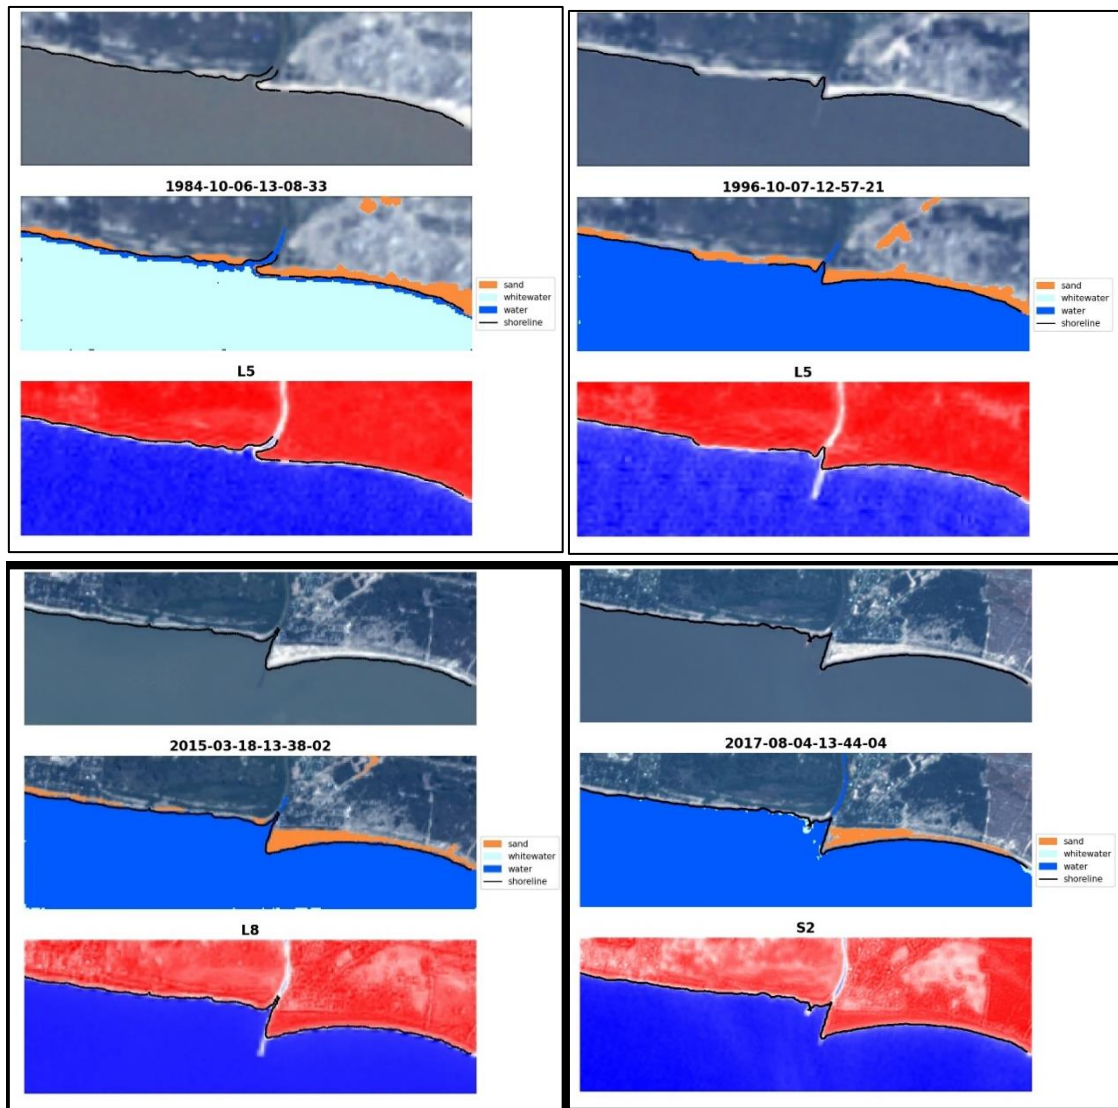 1984-10-06-13-08-33
sand
whitewater
water
shoreline
L5
1996-10-07-12-57-21
sand
whitewater
water
shoreline
L5
2015-03-18-13-38-02
sand
whitewater
water
shoreline
L8
2017-08-04-13-44-04
sand
whitewater
water
shoreline
S2